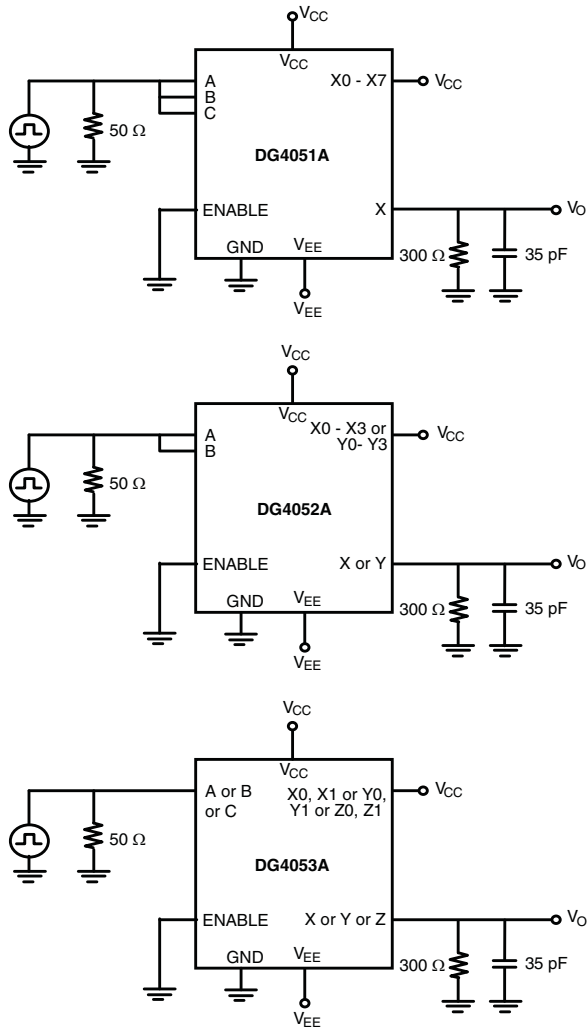 VCC
VCC
A
X0 - X7
VCC
B
C
50 Ω
DG4051A
ENABLE
X
VO
GND
VEE
300 Ω
35 pF
VEE
VCC
VCC
A
X0 - X3 or
VCC
B
Y0- Y3
50 Ω
DG4052A
ENABLE
X or Y
VO
GND
VEE
300 Ω
35 pF
VEE
VCC
VCC
A or B
X0, X1 or Y0,
VCC
or C
Y1 or Z0, Z1
50 Ω
DG4053A
ENABLE
X or Y or Z
VO
GND
VEE
300 Ω
35 pF
VEE